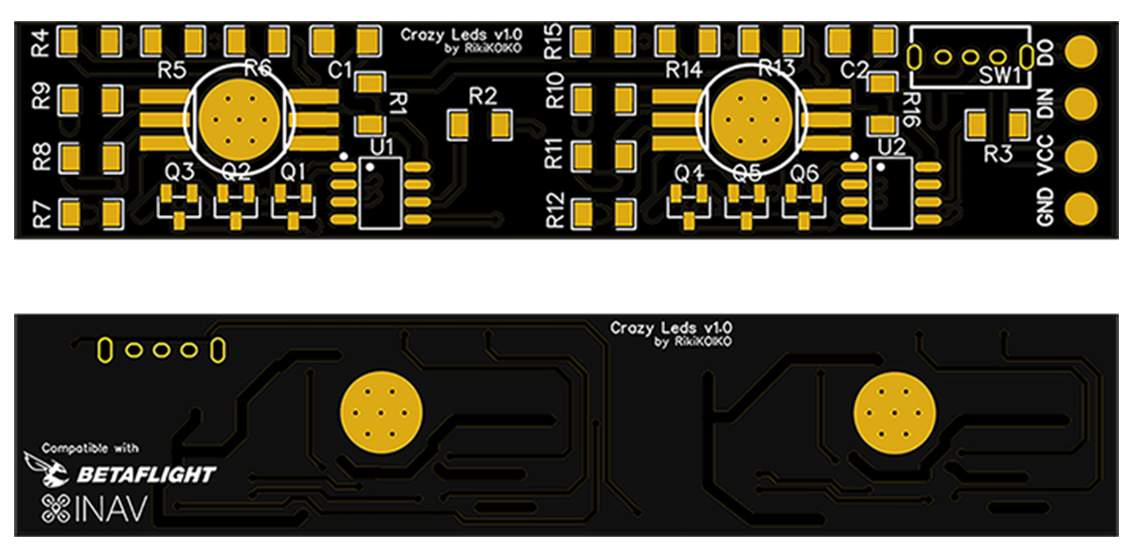 R4
R5
R6
C1
Crazy Leds v1.0
by RikiKOIKO
R15
R14
R13
C2
SW1
DO
R9
R1
R2
R10
R16
R3
DIN
R8
U1
R11
U2
VCC
Q3
Q2
Q1
Q4
Q5
Q6
R7
R12
GND
Crazy Leds v1.0
by RikiKOIKO
Compatible with
BETAFLIGHT
INAV